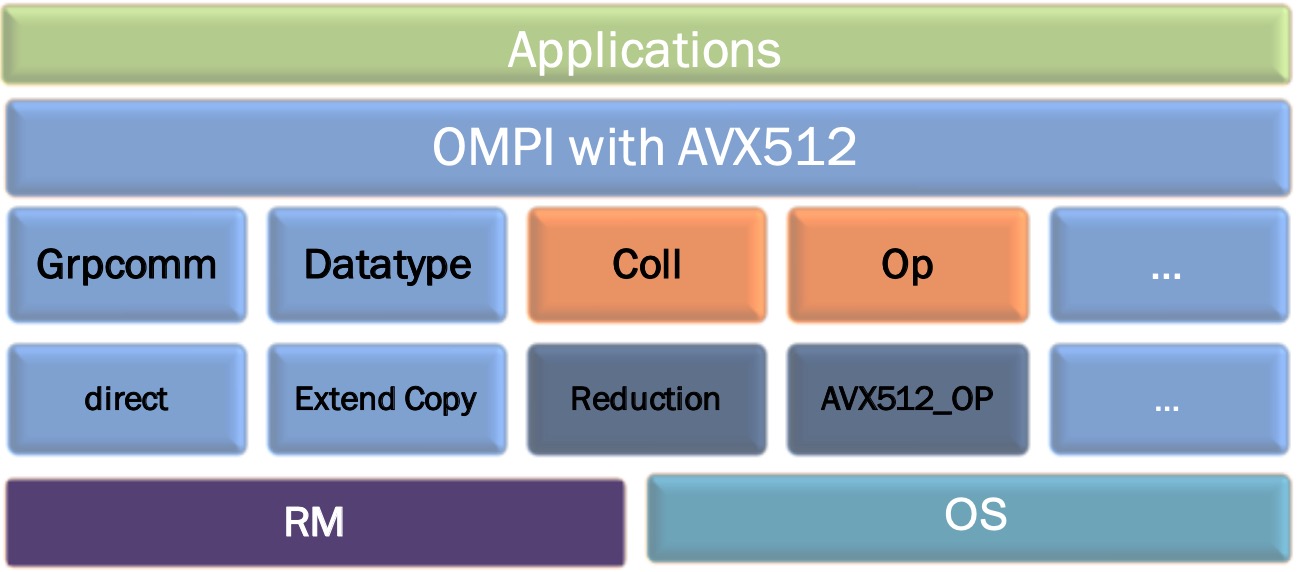 Applications
OMPI with AVX512
Grpcomm Datatype Coll Op ...
direct Extend Copy Reduction AVX512_OP ...
RM OS